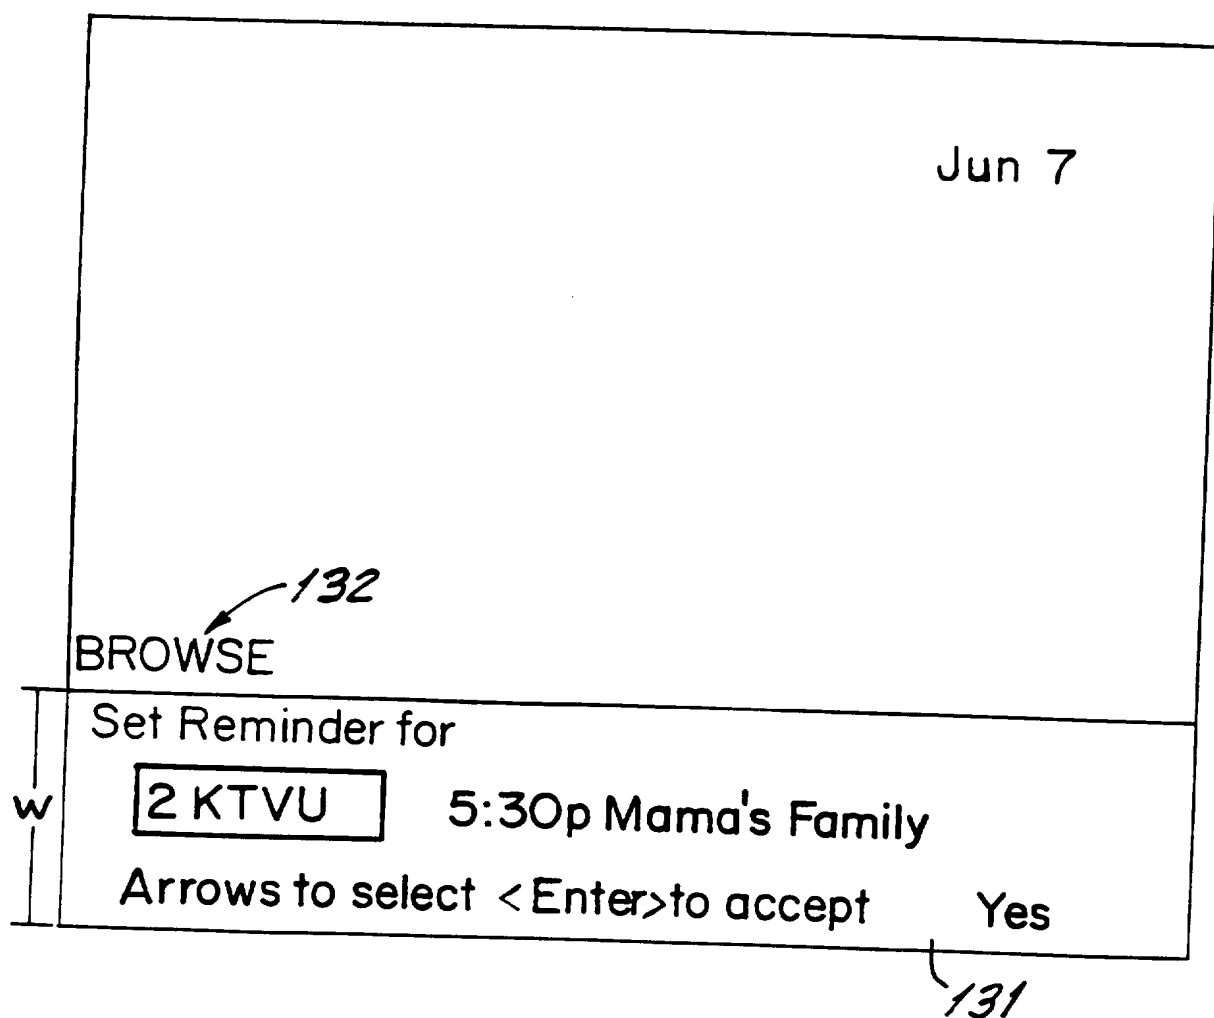 Jun 7
132
BROWSE
Set Reminder for
W
2 KTVU 5:30p Mama's Family
Arrows to select <Enter>to accept Yes
131